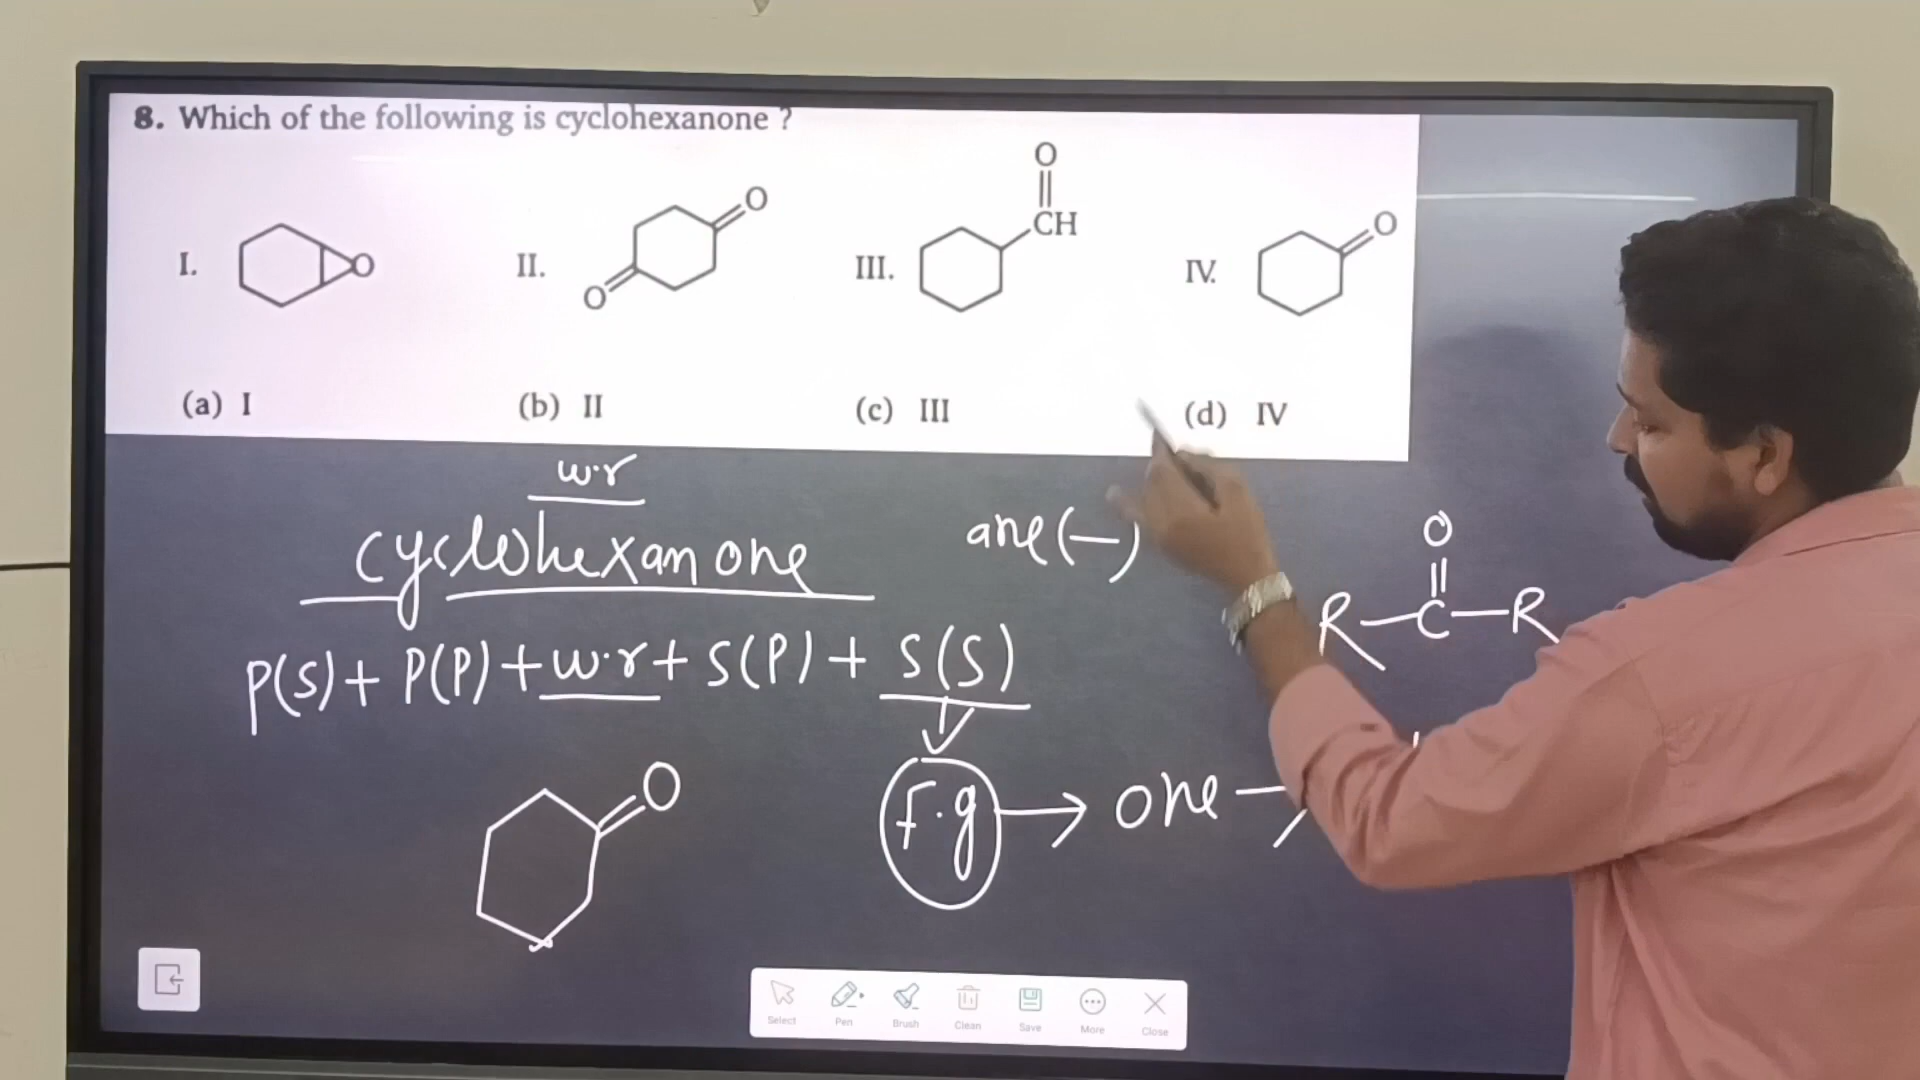 8. Which of the following is cyclohexanone ?
I. O
II. O O
III. O CH
IV. O
(a) I (b) II (c) III (d) IV
w.r
cyclohexanone
ane(—)
O
R—C—R
P(S)+ P(P)+w.r+ S(P)+ S(S)
O
F.g → one →
Select Pen Brush Clean Save More Close